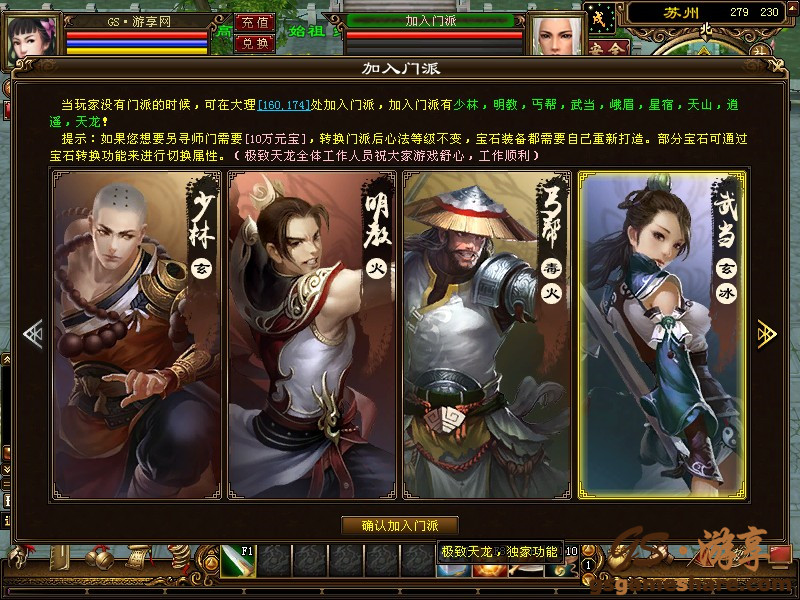 GS·游享网
充值
兑换
始祖
加入门派
安全
苏州
279 230
北
加入门派
当玩家没有门派的时候，可在大理[160,174]处加入门派，加入门派有少林，明教，丐帮，武当，峨眉，星宿，天山，逍
遥，天龙！
提示：如果您想要另寻师门需要[10万元宝]，转换门派后心法等级不变，宝石装备都需要自己重新打造。部分宝石可通过
宝石转换功能来进行切换属性。（极致天龙全体工作人员祝大家游戏舒心，工作顺利）
少林
玄
明教
火
丐帮
毒
火
武当
玄
冰
确认加入门派
F1
极致天龙，独家功能
10
1
GS·游享
gsgameshare.com